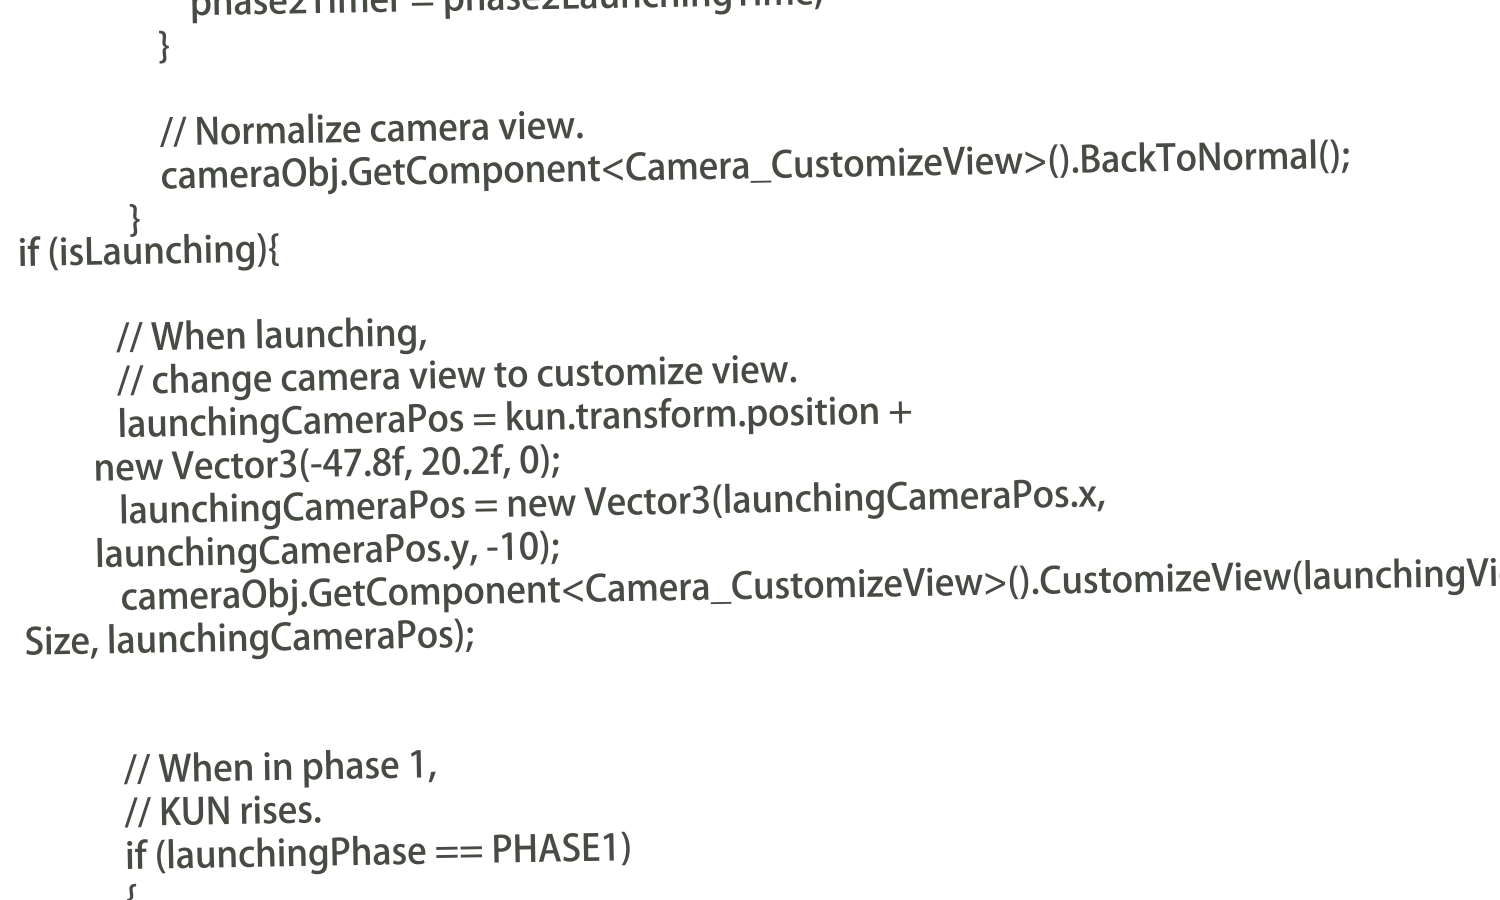 phase2Timer = phase2LaunchingTime;
}
// Normalize camera view.
cameraObj.GetComponent<Camera_CustomizeView>().BackToNormal();
}
if (isLaunching){
// When launching,
// change camera view to customize view.
launchingCameraPos = kun.transform.position +
new Vector3(-47.8f, 20.2f, 0);
launchingCameraPos = new Vector3(launchingCameraPos.x,
launchingCameraPos.y, -10);
cameraObj.GetComponent<Camera_CustomizeView>().CustomizeView(launchingVi
Size, launchingCameraPos);
// When in phase 1,
// KUN rises.
if (launchingPhase == PHASE1)
{